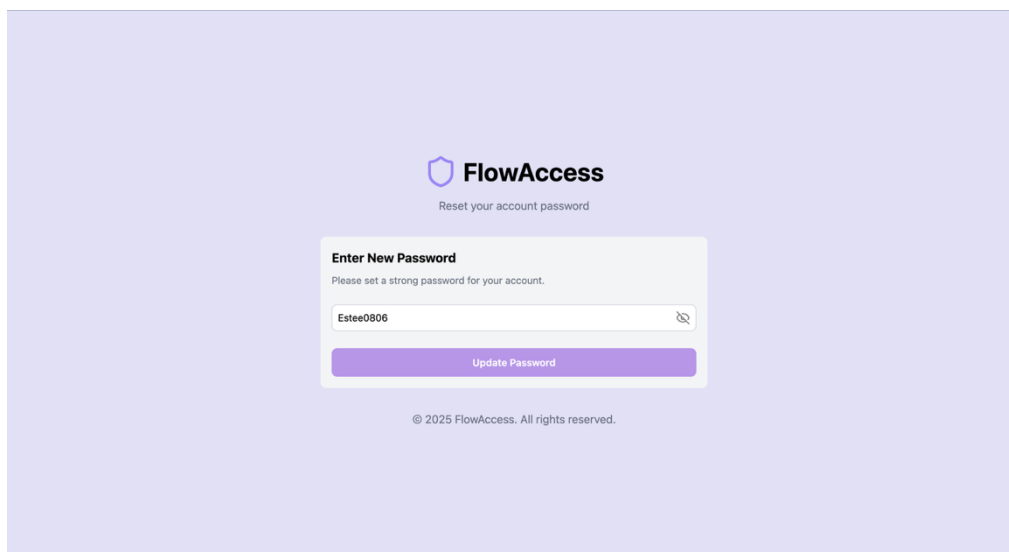 FlowAccess
Reset your account password
Enter New Password
Please set a strong password for your account.
Estee0806
Update Password
© 2025 FlowAccess. All rights reserved.